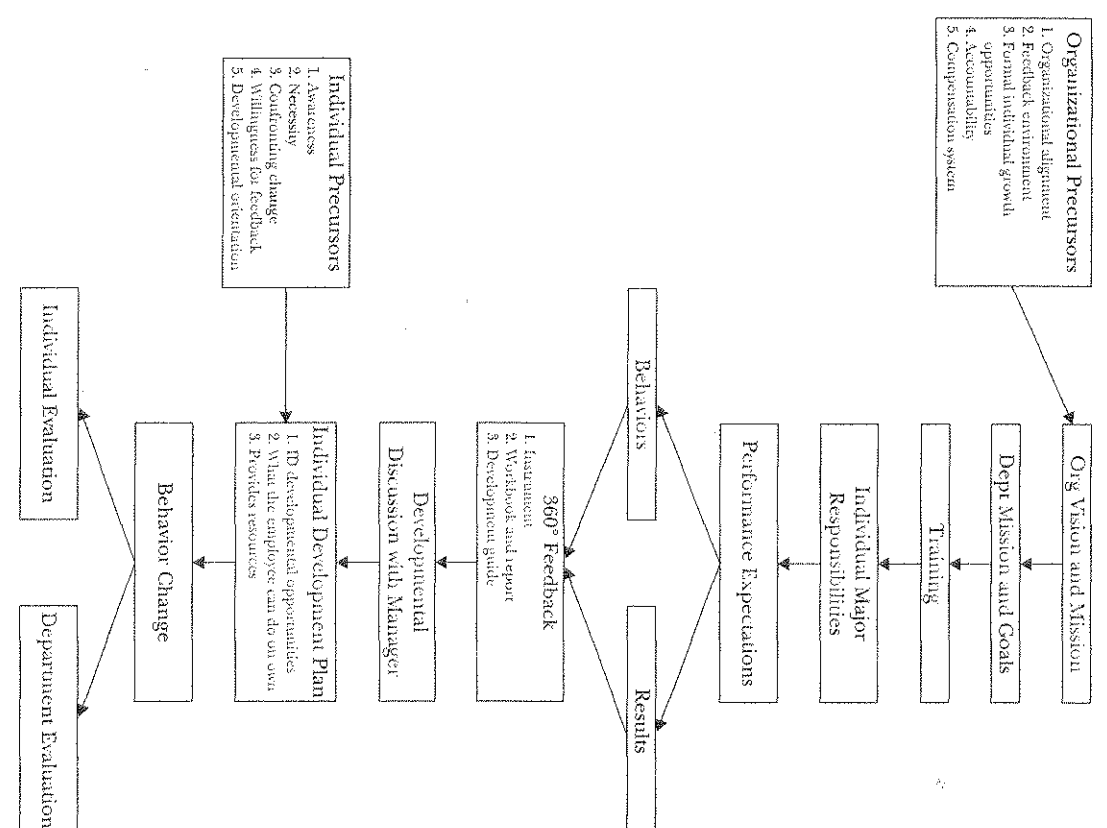 Organizational Precursors
1. Organizational alignment
2. Feedback environment
3. Formal individual growth
opportunities
4. Accountability
5. Compensation system
Org Vision and Mission
Dept Mission and Goals
Training
Individual Major
Responsibilities
Performance Expectations
Behaviors
Results
360° Feedback
1. Instrument
2. Workbook and report
3. Development guide
Developmental
Discussion with Manager
Individual Precursors
1. Awareness
2. Necessity
3. Confronting change
4. Willingness for feedback
5. Developmental orientation
Individual Development Plan
1. ID developmental opportunities
2. What the employee can do on own
3. Provides resources
Behavior Change
Individual Evaluation
Department Evaluation